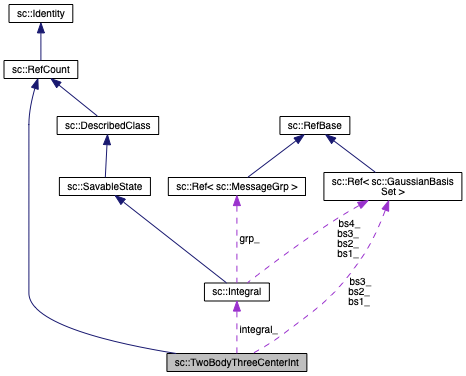 sc::Identity
sc::RefCount
sc::DescribedClass
sc::RefBase
sc::SavableState
sc::Ref< sc::MessageGrp >
sc::Ref< sc::GaussianBasis
Set >
grp_
bs4_
bs3_
bs2_
bs1_
sc::Integral
bs3_
bs2_
bs1_
integral_
sc::TwoBodyThreeCenterInt